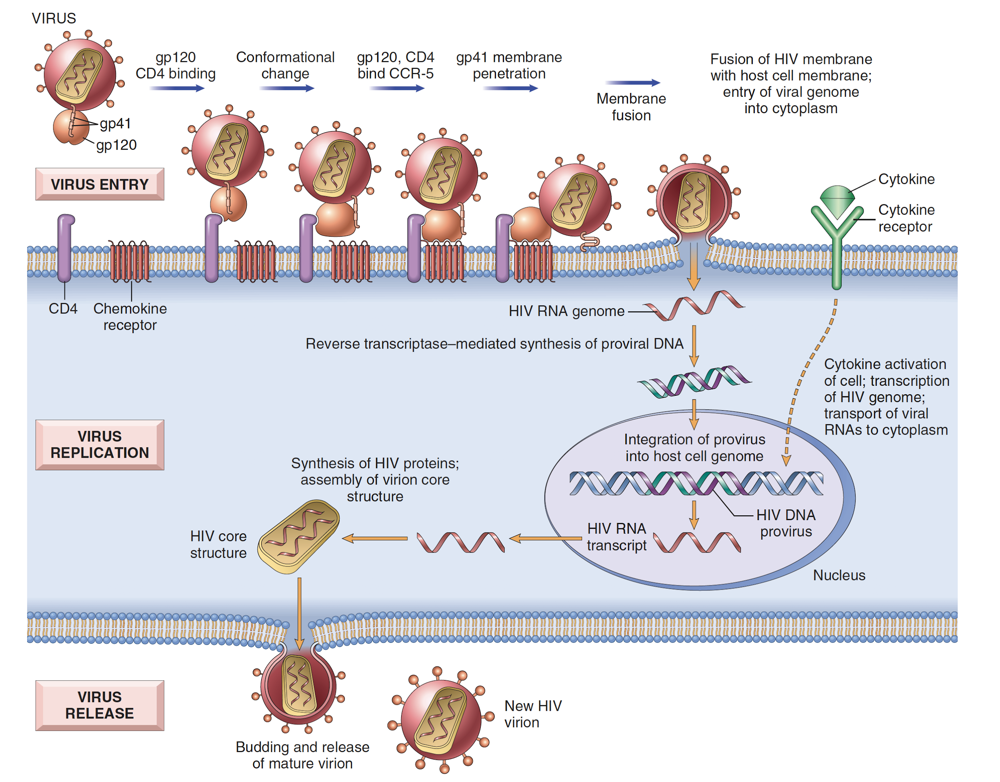 VIRUS
gp120
CD4 binding
Conformational
change
gp120, CD4
bind CCR-5
gp41 membrane
penetration
Membrane
fusion
Fusion of HIV membrane
with host cell membrane;
entry of viral genome
into cytoplasm
gp41
gp120
VIRUS ENTRY
Cytokine
Cytokine
receptor
CD4
Chemokine
receptor
HIV RNA genome
Reverse transcriptase–mediated synthesis of proviral DNA
Cytokine activation
of cell; transcription
of HIV genome;
transport of viral
RNAs to cytoplasm
VIRUS
REPLICATION
Integration of provirus
into host cell genome
Synthesis of HIV proteins;
assembly of virion core
structure
HIV DNA
provirus
HIV RNA
transcript
HIV core
structure
Nucleus
VIRUS
RELEASE
New HIV
virion
Budding and release
of mature virion